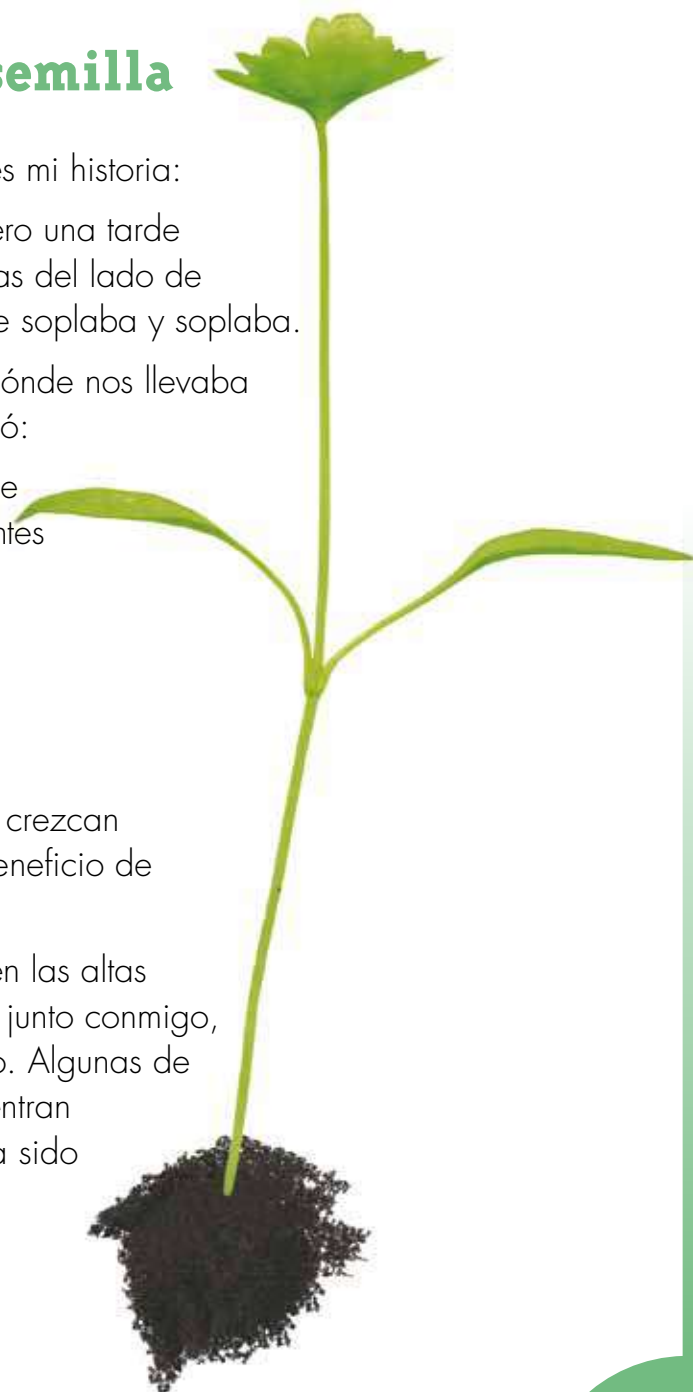 semilla
es mi historia:
ero una tarde
as del lado de
e soplaba y soplaba.
ónde nos llevaba
ó:
e
ntes
crezcan
eneficio de
en las altas
junto conmigo,
o. Algunas de
entran
a sido